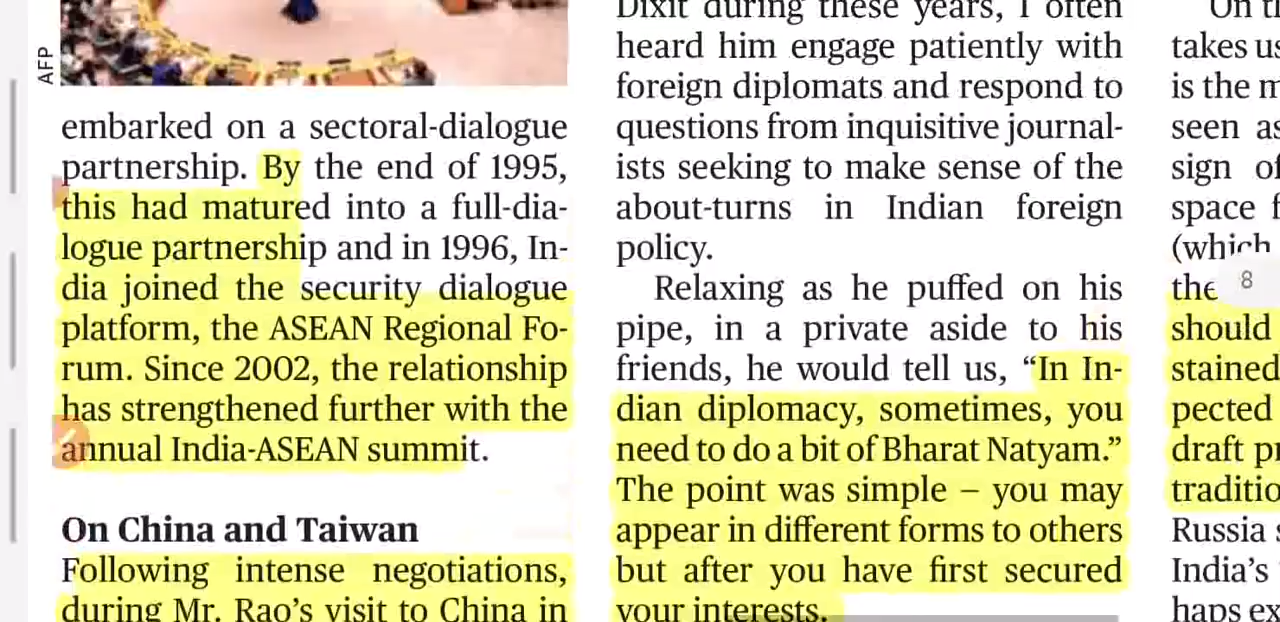 AFP
embarked on a sectoral-dialogue
partnership. By the end of 1995,
this had matured into a full-dia-
logue partnership and in 1996, In-
dia joined the security dialogue
platform, the ASEAN Regional Fo-
rum. Since 2002, the relationship
has strengthened further with the
annual India-ASEAN summit.
On China and Taiwan
Following intense negotiations,
during Mr. Rao's visit to China in
Dixit during these years, I often
heard him engage patiently with
foreign diplomats and respond to
questions from inquisitive journal-
ists seeking to make sense of the
about-turns in Indian foreign
policy.
Relaxing as he puffed on his
pipe, in a private aside to his
friends, he would tell us, “In In-
dian diplomacy, sometimes, you
need to do a bit of Bharat Natyam.”
The point was simple – you may
appear in different forms to others
but after you have first secured
your interests.
On
takes us
is the
seen as
sign of
space
(which
the
8
should
stained
pected
draft
traditio
Russia
India's
haps